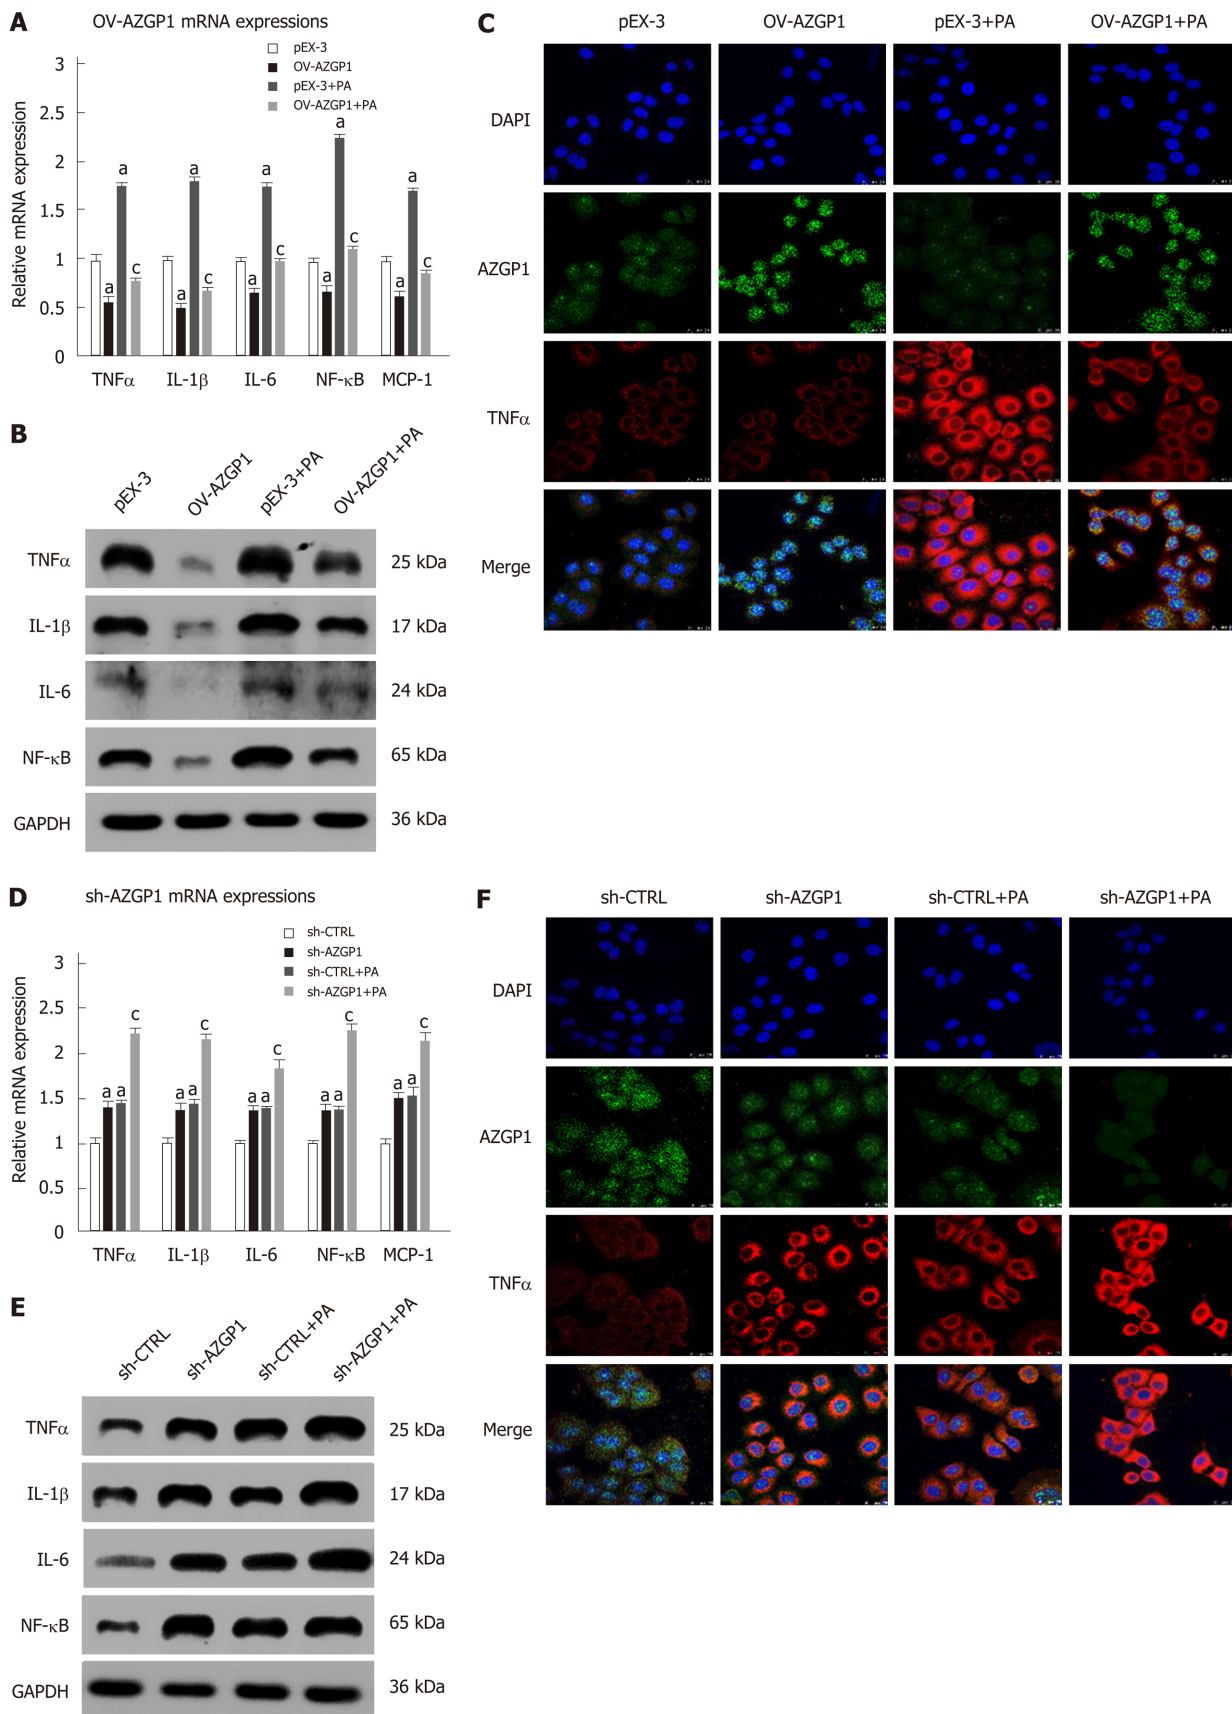 A OV-AZGP1 mRNA expressions
pEX-3
OV-AZGP1
pEX-3+PA
OV-AZGP1+PA
Relative mRNA expression
3
2.5
2
1.5
1
0.5
0
a a c
a a c
a a c
a a c
a a c
TNFα IL-1β IL-6 NF-κB MCP-1
B
pEX-3 OV-AZGP1 pEX-3+PA OV-AZGP1+PA
TNFα 25 kDa
IL-1β 17 kDa
IL-6 24 kDa
NF-κB 65 kDa
GAPDH 36 kDa
C
pEX-3 OV-AZGP1 pEX-3+PA OV-AZGP1+PA
DAPI
AZGP1
TNFα
Merge
D sh-AZGP1 mRNA expressions
sh-CTRL
sh-AZGP1
sh-CTRL+PA
sh-AZGP1+PA
Relative mRNA expression
3
2.5
2
1.5
1
0.5
0
a a c
a a c
a a c
a a c
a a c
TNFα IL-1β IL-6 NF-κB MCP-1
E
sh-CTRL sh-AZGP1 sh-CTRL+PA sh-AZGP1+PA
TNFα 25 kDa
IL-1β 17 kDa
IL-6 24 kDa
NF-κB 65 kDa
GAPDH 36 kDa
F
sh-CTRL sh-AZGP1 sh-CTRL+PA sh-AZGP1+PA
DAPI
AZGP1
TNFα
Merge